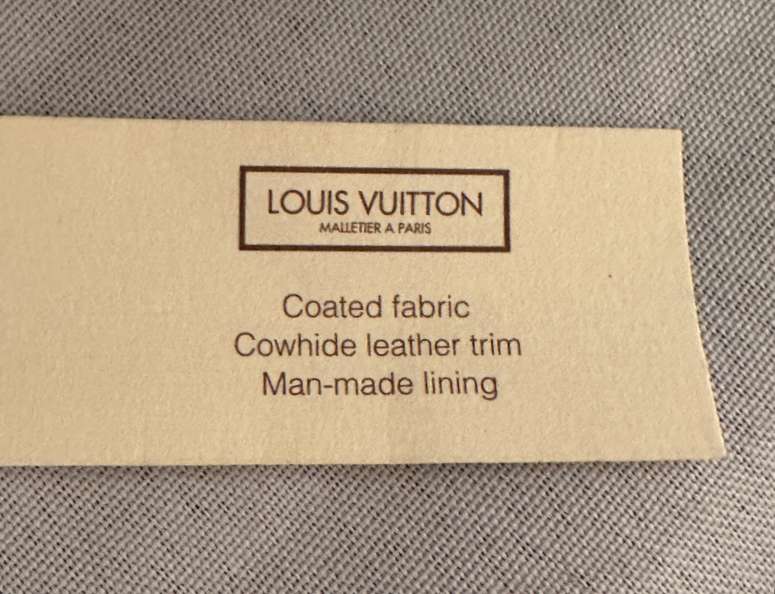 LOUIS VUITTON
MALLETIER A PARIS
Coated fabric
Cowhide leather trim
Man-made lining